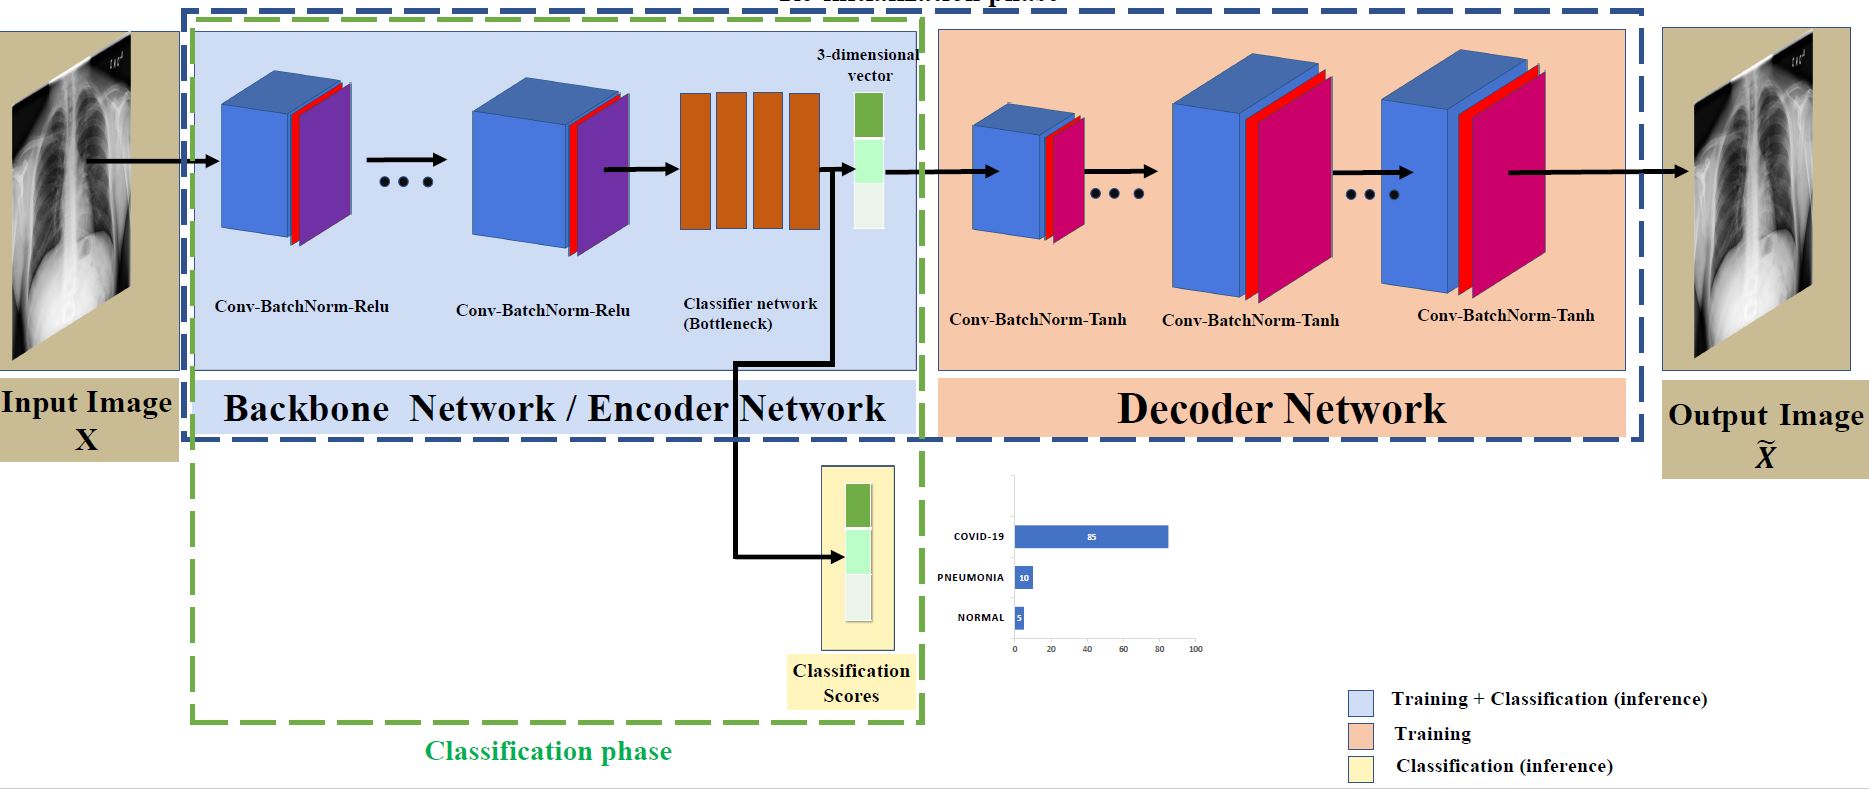 3-dimensional
vector
Conv-BatchNorm-Relu
Conv-BatchNorm-Relu
Classifier network
(Bottleneck)
Conv-BatchNorm-Tanh
Conv-BatchNorm-Tanh
Conv-BatchNorm-Tanh
Input Image
X
Backbone Network / Encoder Network
Decoder Network
Output Image
X̃
COVID-19
85
PNEUMONIA
10
NORMAL
5
0 20 40 60 80 100
Classification
Scores
Classification phase
Training + Classification (inference)
Training
Classification (inference)